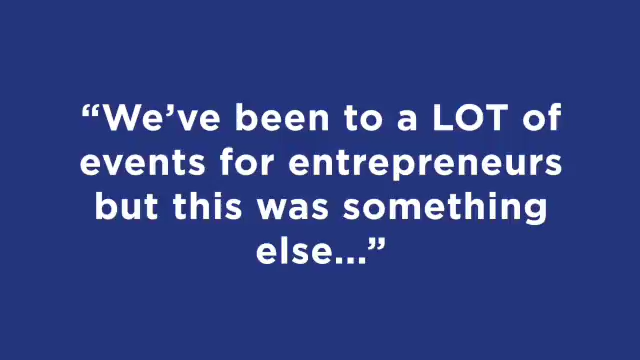 “We’ve been to a LOT of
events for entrepreneurs
but this was something
else...”